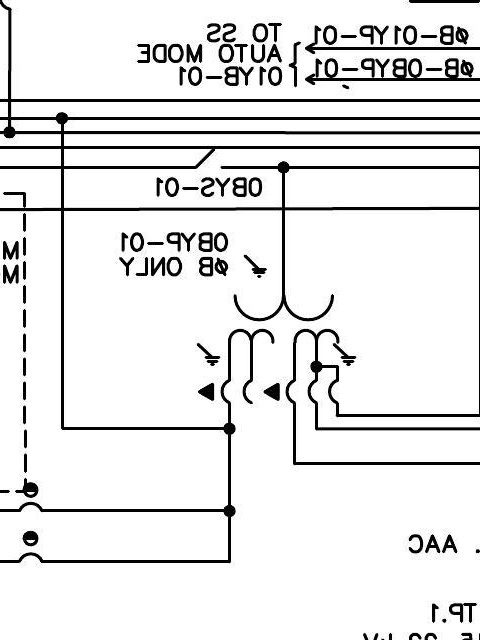 ØB-01YP-01
TO SS
AUTO MODE
ØB-0BYP-01
01YB-01
0BYS-01
0BYP-01
ØB ONLY
M
M
. AAC
TP.1